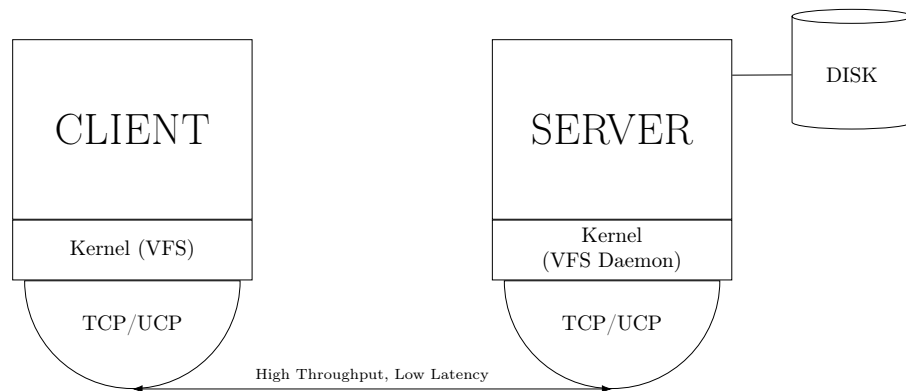 CLIENT
SERVER
DISK
Kernel (VFS)
Kernel
(VFS Daemon)
TCP/UCP
TCP/UCP
High Throughput, Low Latency